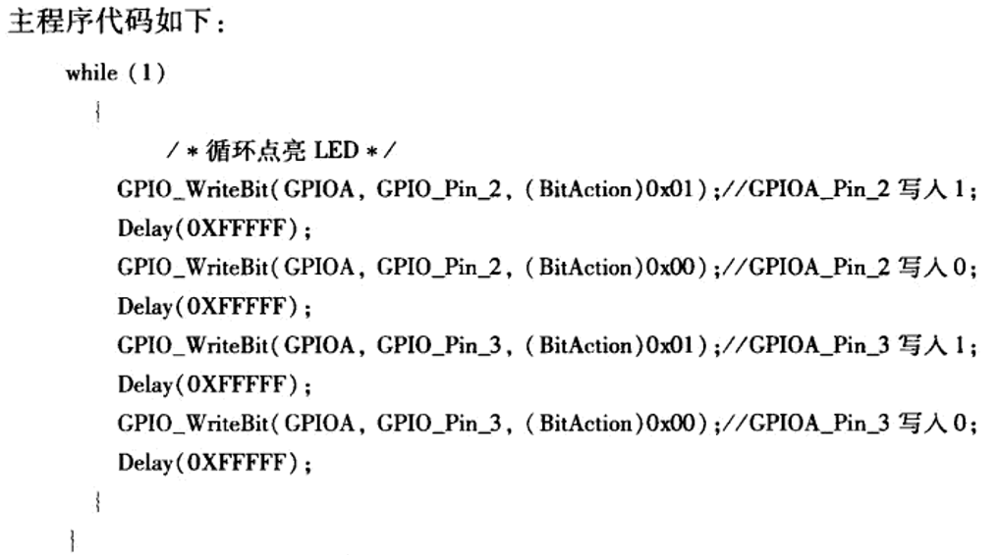 主程序代码如下:
while (1)
{
/*循环点亮 LED */
GPIO_WriteBit(GPIOA, GPIO_Pin_2, (BitAction)0x01);//GPIOA_Pin_2 写入 1;
Delay(0XFFFFF);
GPIO_WriteBit(GPIOA, GPIO_Pin_2, (BitAction)0x00);//GPIOA_Pin_2 写入 0;
Delay(0XFFFFF);
GPIO_WriteBit(GPIOA, GPIO_Pin_3, (BitAction)0x01);//GPIOA_Pin_3 写入 1;
Delay(0XFFFFF);
GPIO_WriteBit(GPIOA, GPIO_Pin_3, (BitAction)0x00);//GPIOA_Pin_3 写入 0;
Delay(0XFFFFF);
{
}